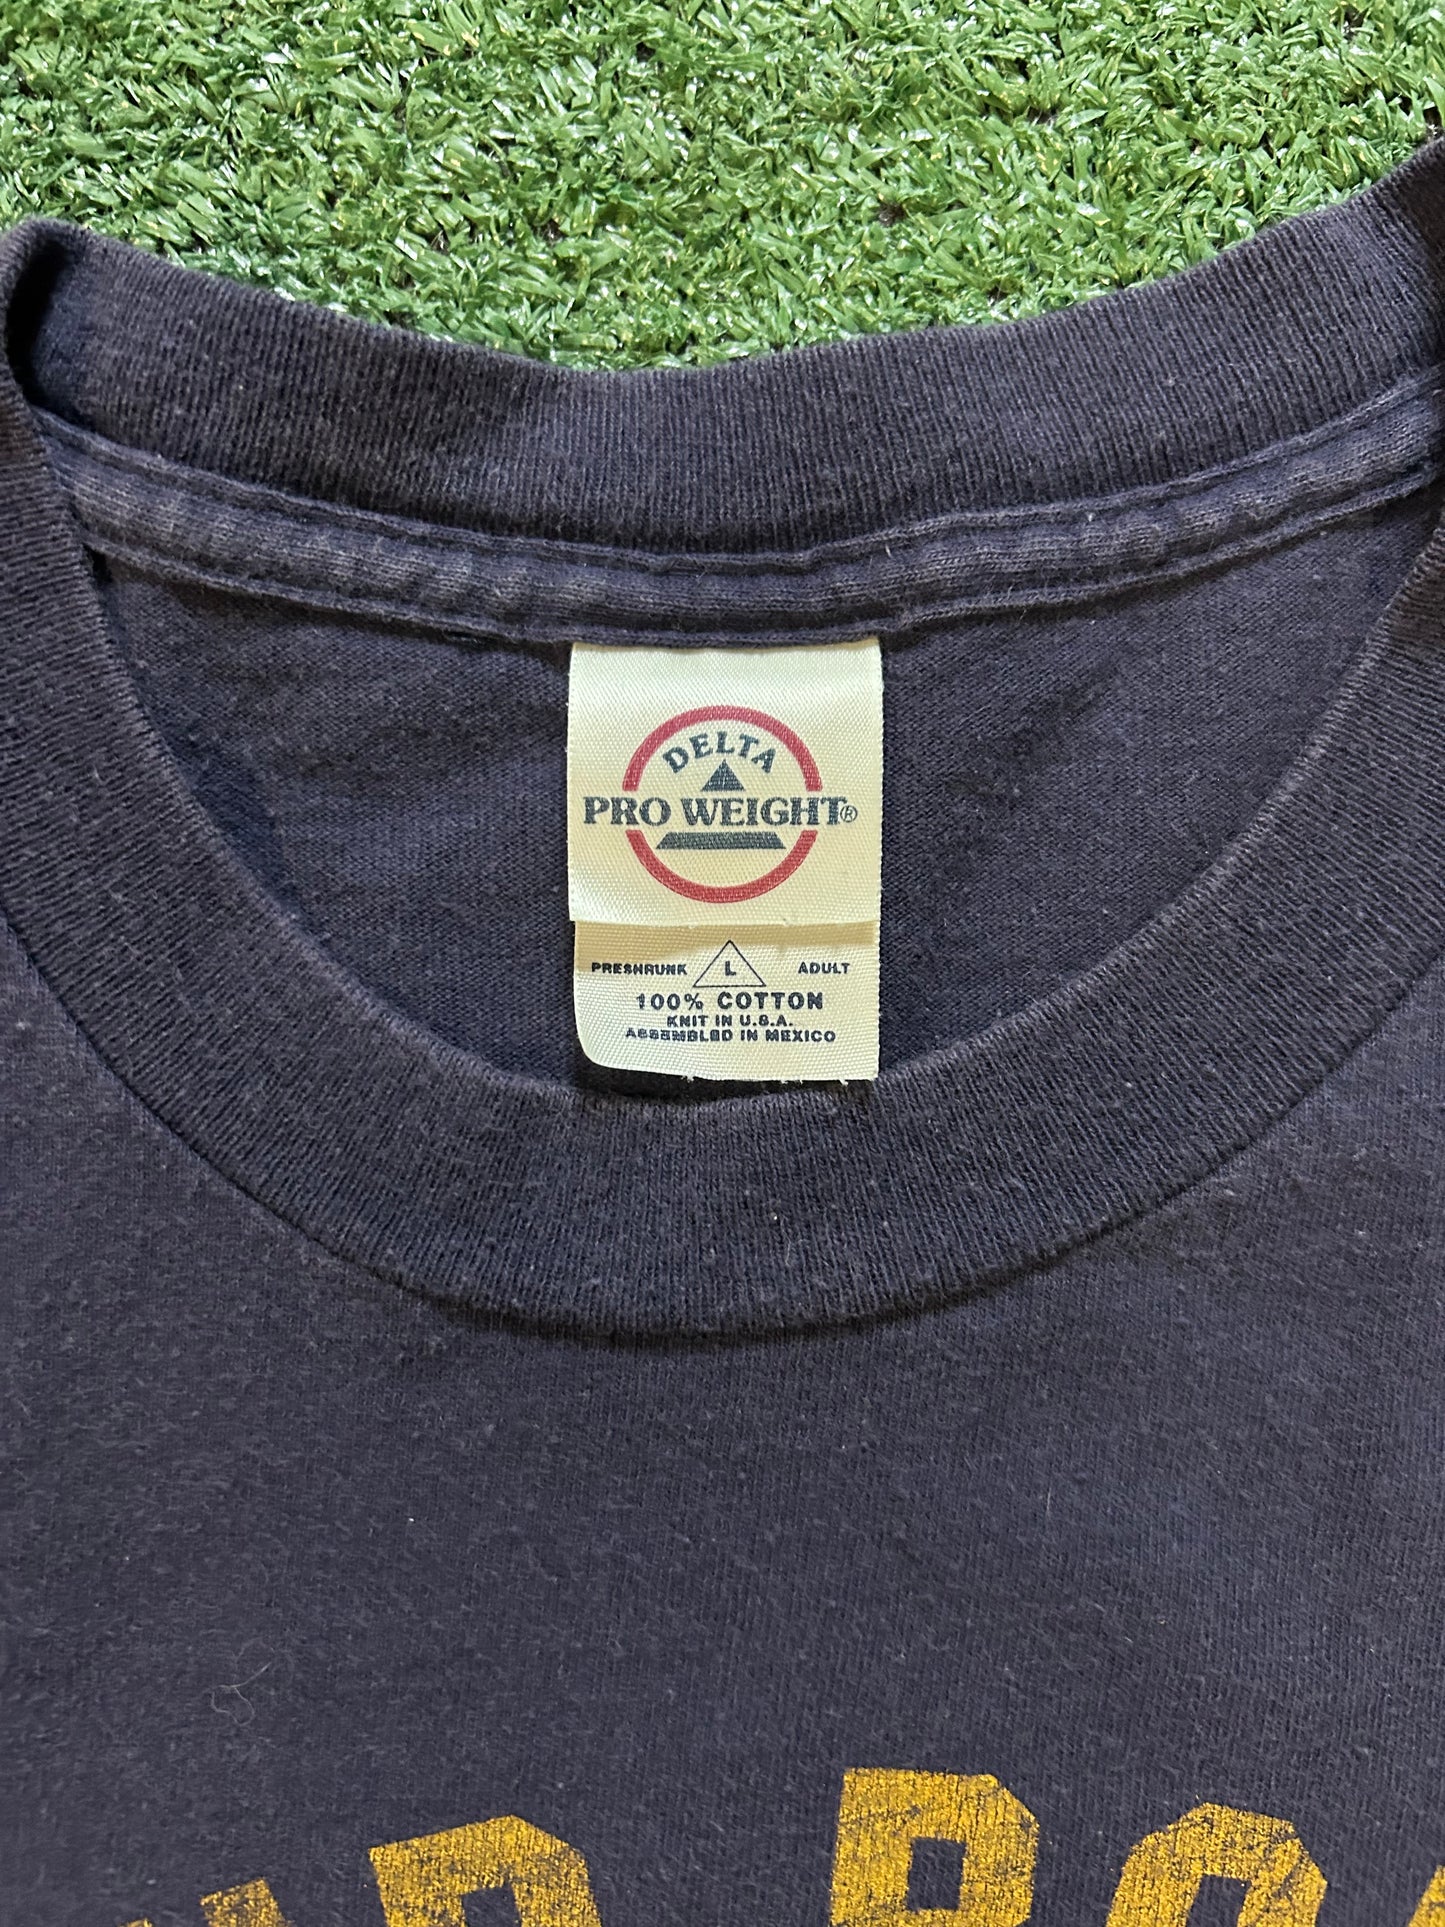 DELTA
PRO WEIGHT®
PRESHRUNK L ADULT
100% COTTON
KNIT IN U.S.A.
ASSEMBLED IN MEXICO